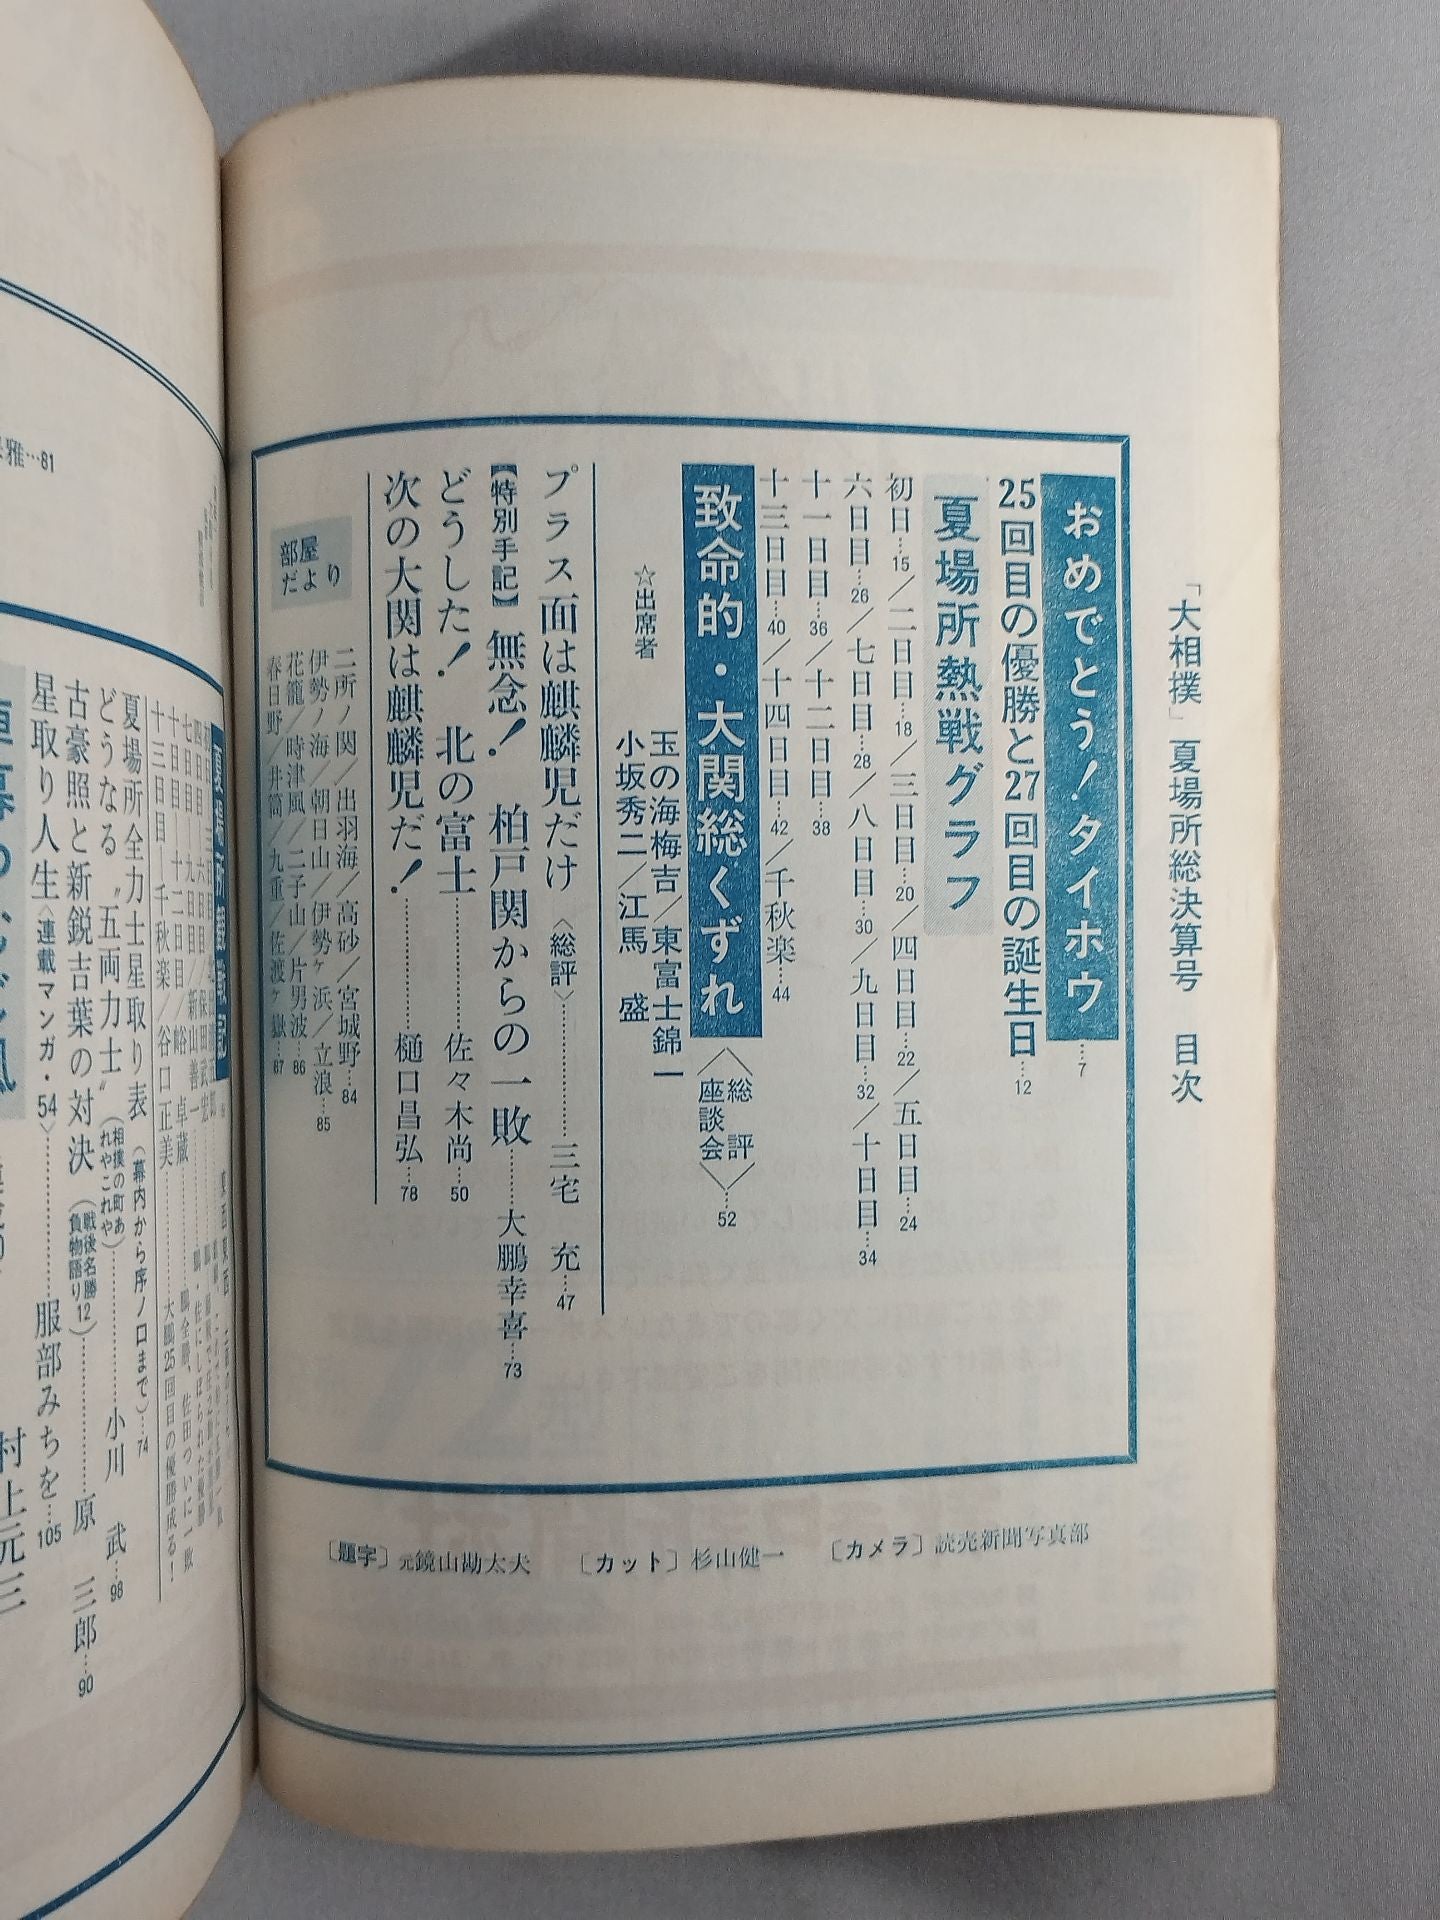 「大相撲」夏場所総決算号　目次
おめでとう！タイホウ…7
25回目の優勝と27回目の誕生日…12
夏場所熱戦グラフ
初日…15／二日目…18／三日目…20／四日目…22／五日目…24
六日目…26／七日目…28／八日目…30／九日目…32／十日目…34
十一日目…36／十二日目…38
十三日目…40／十四日目…42／千秋楽…44
致命的・大関総くずれ〈総評座談会〉…52
☆出席者
玉の海梅吉／東富士錦一
小坂秀二／江馬　盛
プラス面は麒麟児だけ〈総評〉…三宅　充…47
【特別手記】無念！　柏戸関からの一敗…大鵬幸喜…73
どうした！　北の富士…佐々木尚…50
次の大関は麒麟児だ！…樋口昌弘…78
部屋だより
二所ノ関／出羽海／高砂／宮城野…84
伊勢ノ海／朝日山／伊勢ヶ浜／立浪…85
花籠／時津風／二子山／片男波…86
春日野／井筒／九重／佐渡ヶ嶽…87
［カメラ］読売新聞写真部
［カット］杉山健一
［題字］元鏡山勘太夫
十三日目―千秋楽／谷口正美…大鵬25回目の優勝成る！
夏場所全力士星取り表（幕内から序ノ口まで）…74
どうなる〝五両力士〟（相撲の町あれやこれや）…小川　武…98
古豪照と新鋭吉葉の対決（戦後名勝負物語り12）…原　三郎…90
星取り人生〈連載マンガ・54〉…服部みちを…105
村上元三
雅…81